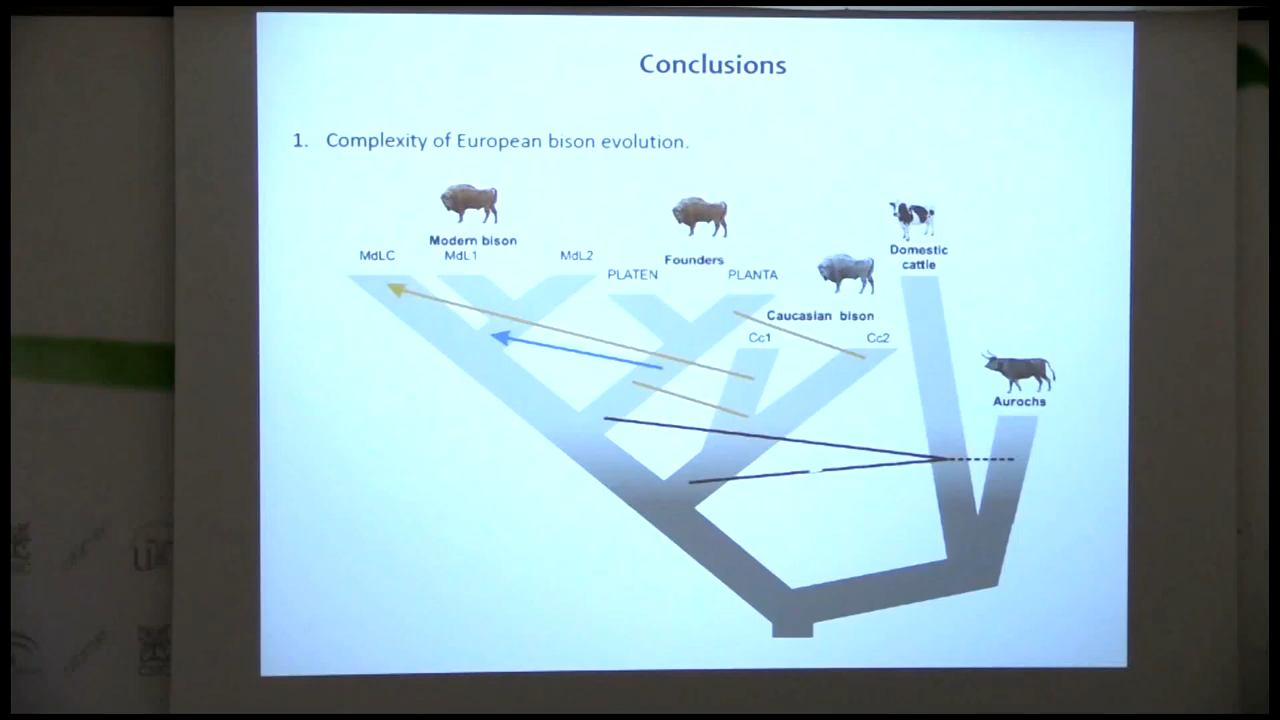 Conclusions
1. Complexity of European bison evolution.
Modern bison
MdLC
MdL1
MdL2
Founders
PLATEN
PLANTA
Caucasian bison
Cc1
Cc2
Domestic
cattle
Aurochs